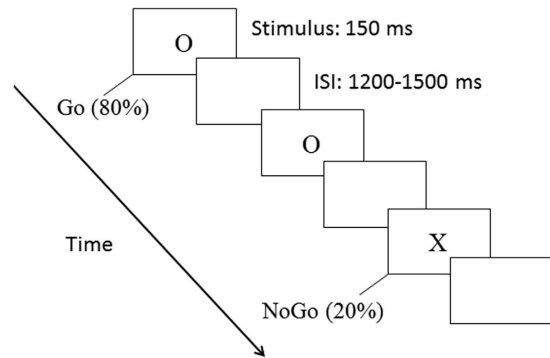 O
Stimulus: 150 ms
ISI: 1200-1500 ms
Go (80%)
O
X
Time
NoGo (20%)